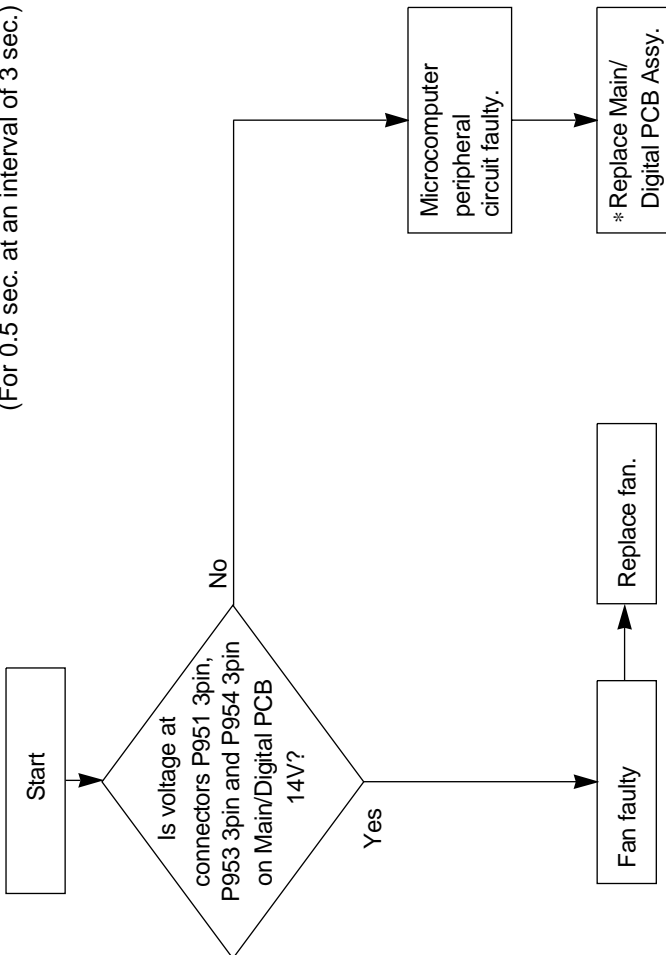 (For 0.5 sec. at an interval of 3 sec.)
Start
Is voltage at
connectors P951 3pin,
P953 3pin and P954 3pin
on Main/Digital PCB
14V?
No
Yes
Microcomputer
peripheral
circuit faulty.
*Replace Main/
Digital PCB Assy.
Fan faulty
Replace fan.